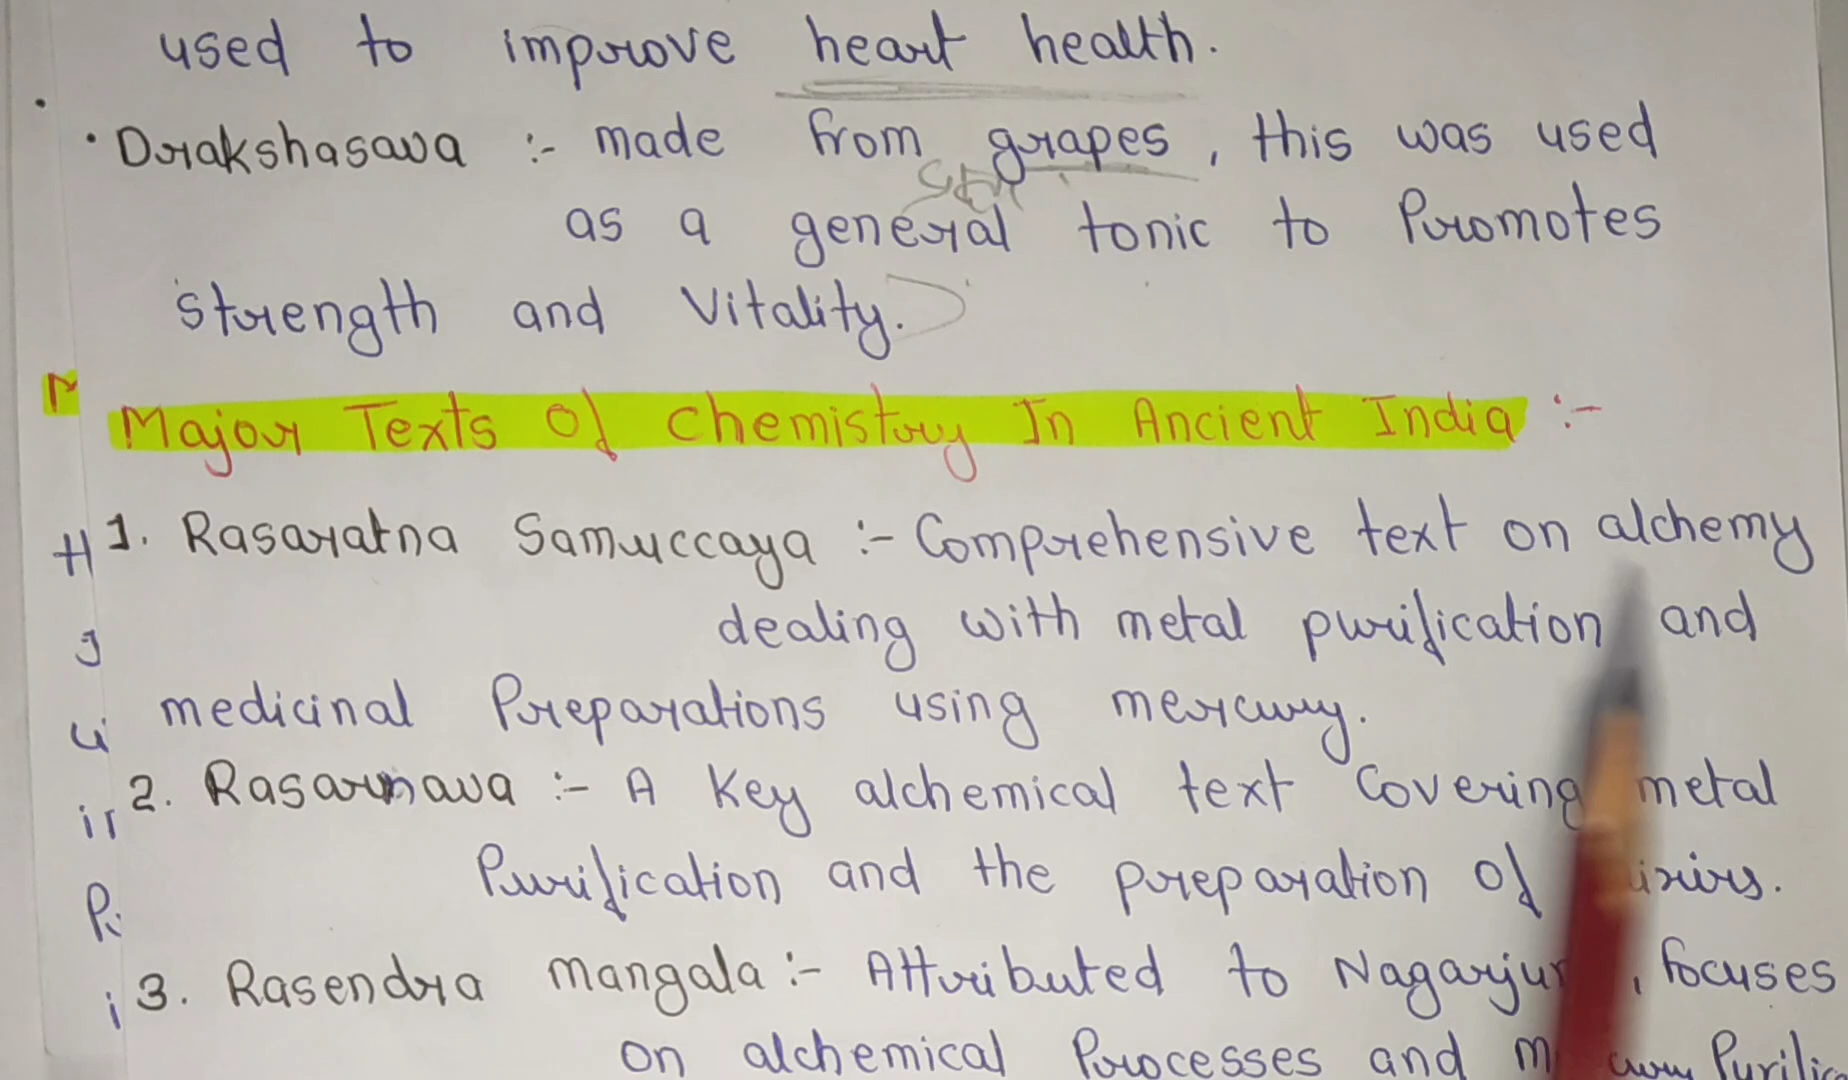 used to improve heart health.
• Drakshasava :- made from grapes, this was used
as a general tonic to Promotes
strength and Vitality.
Major Texts Of Chemistry In Ancient India :-
1. Rasaratna Samuccaya :- Comprehensive text on alchemy
dealing with metal purification and
medicinal Preparations using mercury.
2. Rasarnava :- A Key alchemical text Covering metal
Purification and the preparation of
3. Rasendra Mangala :- Attributed to , focuses
on alchemical Processes and